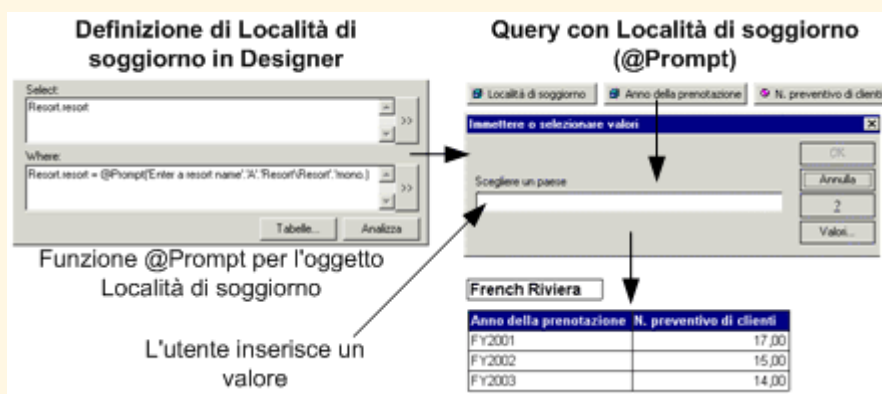 Definizione di Località di
soggiorno in Designer
Select:
Resort.resort
>>
Where:
Resort.resort = @Prompt('Enter a resort name','A','Resort\Resort','mono.)
>>
Tabelle...
Analizza
Funzione @Prompt per l'oggetto
Località di soggiorno
L'utente inserisce un
valore
Query con Località di soggiorno
(@Prompt)
Località di soggiorno
Anno della prenotazione
N. preventivo di clienti
Immettere o selezionare valori
OK
Scegliere un paese
Annulla
?
Valori...
French Riviera
Anno della prenotazione N. preventivo di clienti
FY2001 17,00
FY2002 15,00
FY2003 14,00